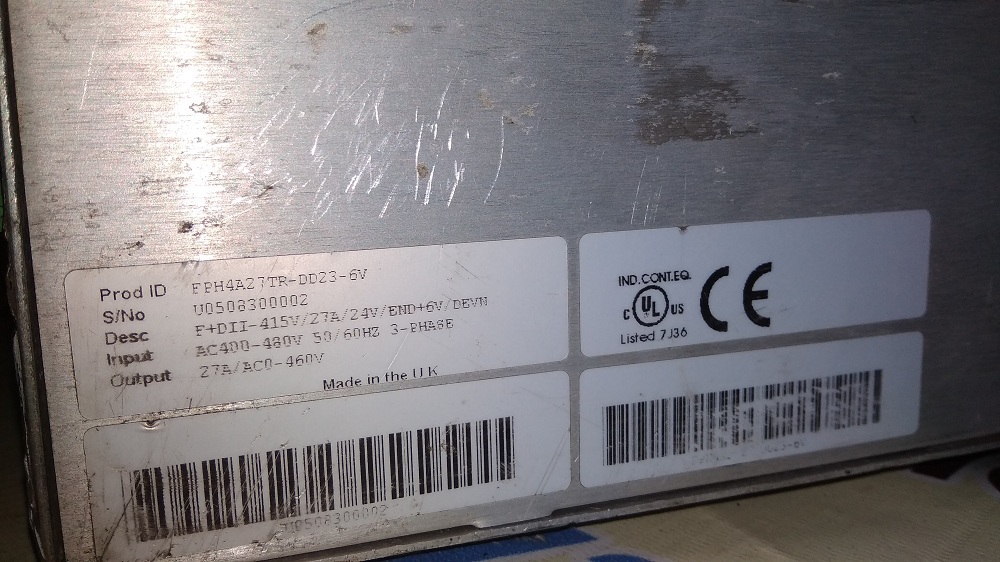 Prod ID FPH4A27TR-DD23-6V
S/No U0508300002
Desc F+DII-415V/27A/24V/END+6V/DEVN
Input AC400-480V 50/60HZ 3-PHASE
Output 27A/AC0-460V
Made in the U K
IND.CONT.EQ.
C UL US CE
Listed 7J36
U0508300002